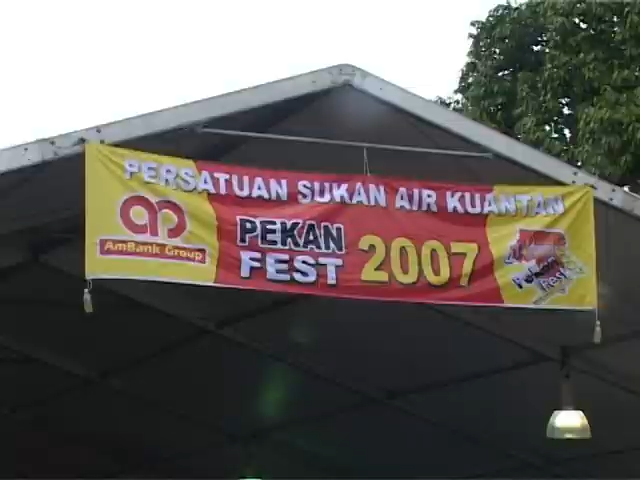 PERSATUAN SUKAN AIR KUANTAN
AmBank Group
PEKAN
FEST 2007
Pekan
Fest